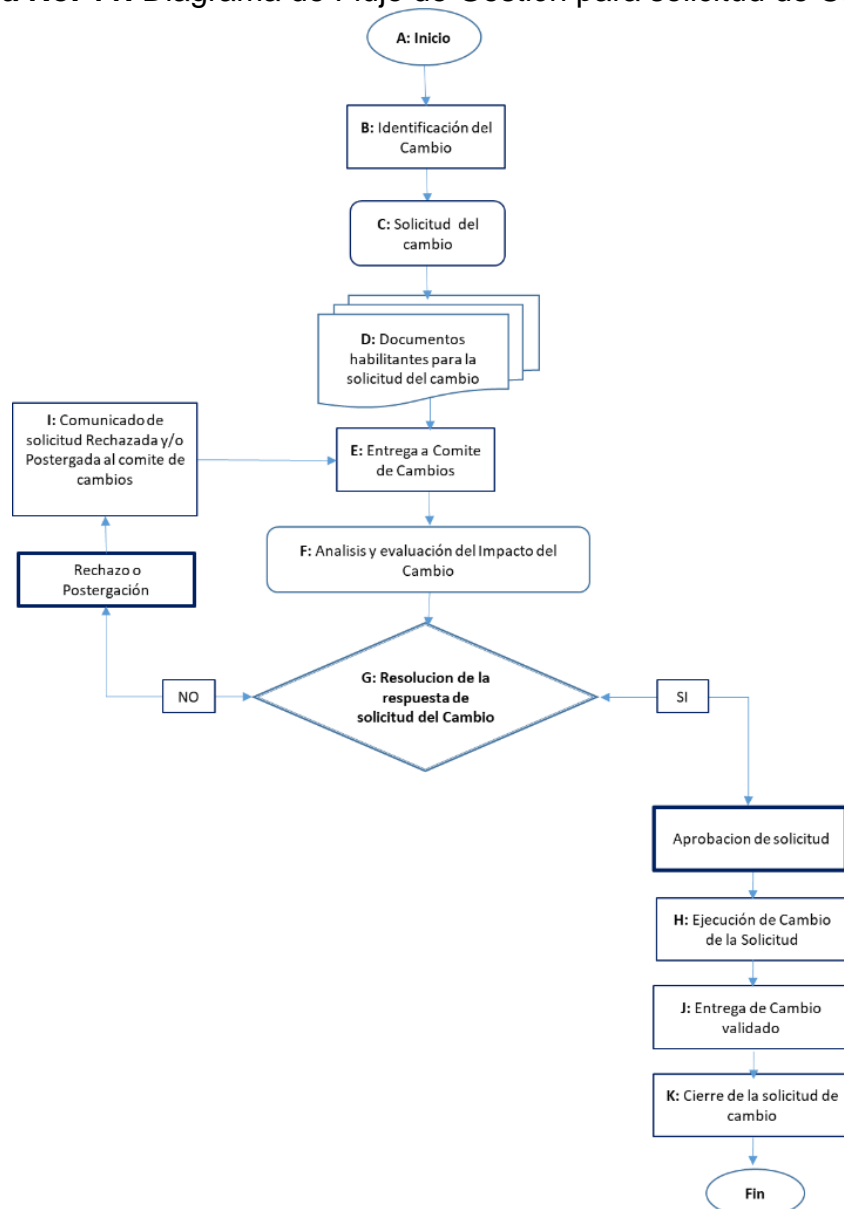 Diagrama de Flujo de Gestión para solicitud de
A: Inicio
B: Identificación del
Cambio
C: Solicitud del
cambio
D: Documentos
habilitantes para la
solicitud del cambio
I: Comunicado de
solicitud Rechazada y/o
Postergada al comite de
cambios
E: Entrega a Comite
de Cambios
F: Analisis y evaluación del Impacto del
Cambio
Rechazo o
Postergación
G: Resolucion de la
respuesta de
solicitud del Cambio
NO
SI
Aprobacion de solicitud
H: Ejecución de Cambio
de la Solicitud
J: Entrega de Cambio
validado
K: Cierre de la solicitud de
cambio
Fin